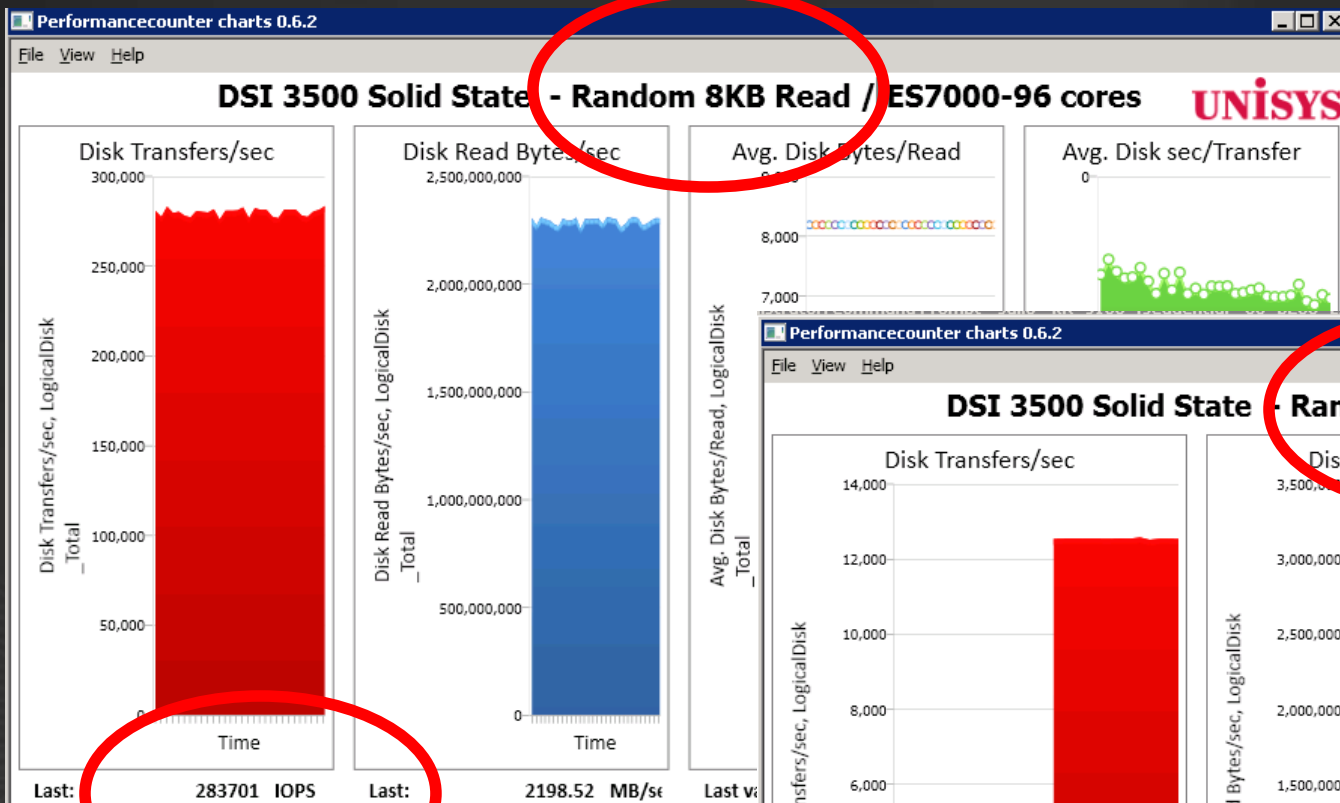 Performancecounter charts 0.6.2
File View Help
DSI 3500 Solid State - Random 8KB Read / ES7000-96 cores
UNiSYS
Disk Transfers/sec
300,000
250,000
200,000
150,000
100,000
50,000
0
Disk Transfers/sec, LogicalDisk
_Total
Time
Last: 283701 IOPS
Disk Read Bytes/sec
2,500,000,000
2,000,000,000
1,500,000,000
1,000,000,000
500,000,000
0
Disk Read Bytes/sec, LogicalDisk
_Total
Time
Last: 2198.52 MB/se
Avg. Disk Bytes/Read
8,000
7,000
Avg. Disk Bytes/Read, LogicalDisk
_Total
Last va
Avg. Disk sec/Transfer
0
Performancecounter charts 0.6.2
File View Help
DSI 3500 Solid State - Ran
Disk Transfers/sec
14,000
12,000
10,000
8,000
6,000
nsfers/sec, LogicalDisk
Dis
3,000,000
2,500,000
2,000,000
1,500,000
d Bytes/sec, LogicalDisk